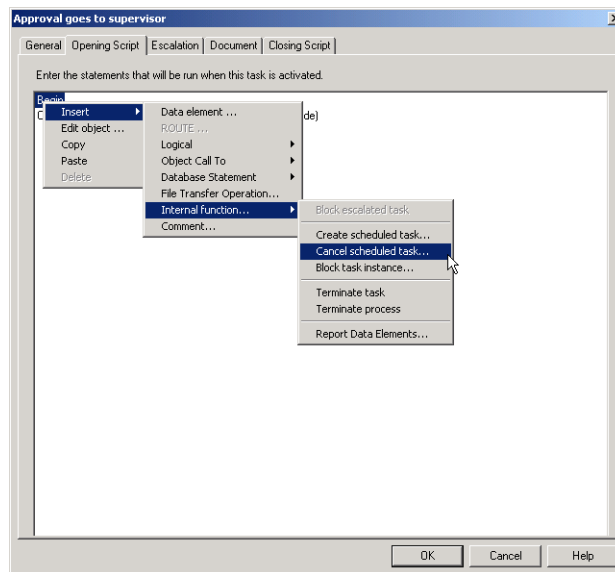 Approval goes to supervisor
General Opening Script Escalation Document Closing Script
Enter the statements that will be run when this task is activated.
Begin
de)
Insert
Edit object ...
Copy
Paste
Delete
Data element ...
ROUTE ...
Logical
Object Call To
Database Statement
File Transfer Operation...
Internal function...
Comment...
Block escalated task
Create scheduled task...
Cancel scheduled task...
Block task instance...
Terminate task
Terminate process
Report Data Elements...
OK Cancel Help